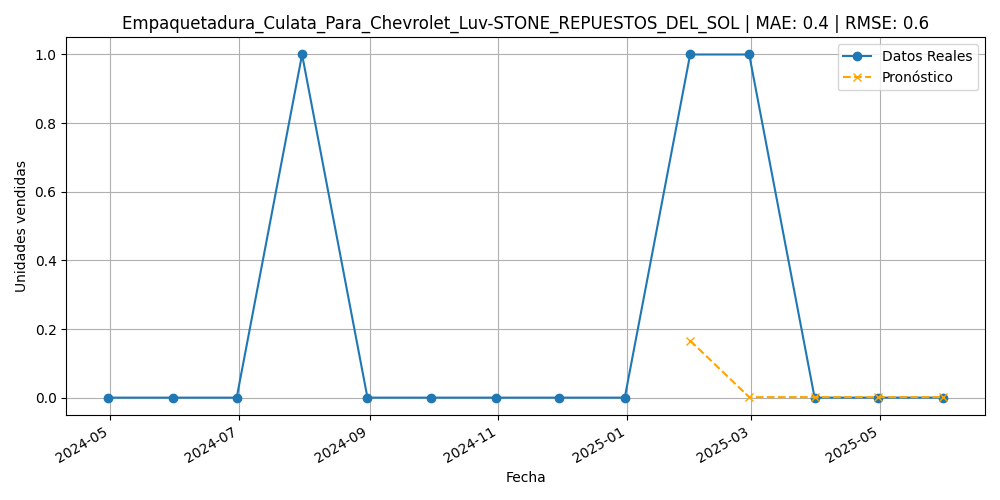 Empaquetadura_Culata_Para_Chevrolet_Luv-STONE_REPUESTOS_DEL_SOL | MAE: 0.4 | RMSE: 0.6
Datos Reales
Pronóstico
Unidades vendidas
1.0
0.8
0.6
0.4
0.2
0.0
2024-05
2024-07
2024-09
2024-11
2025-01
2025-03
2025-05
Fecha